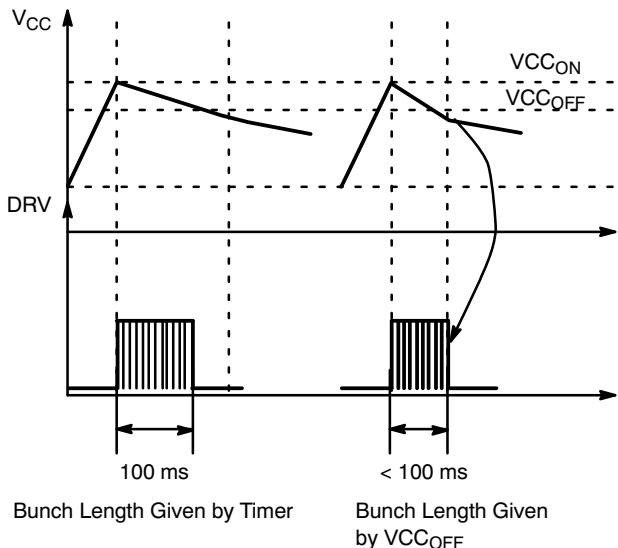 VCC
VCCON
VCCOFF
DRV
100 ms
< 100 ms
Bunch Length Given by Timer
Bunch Length Given
by VCCOFF